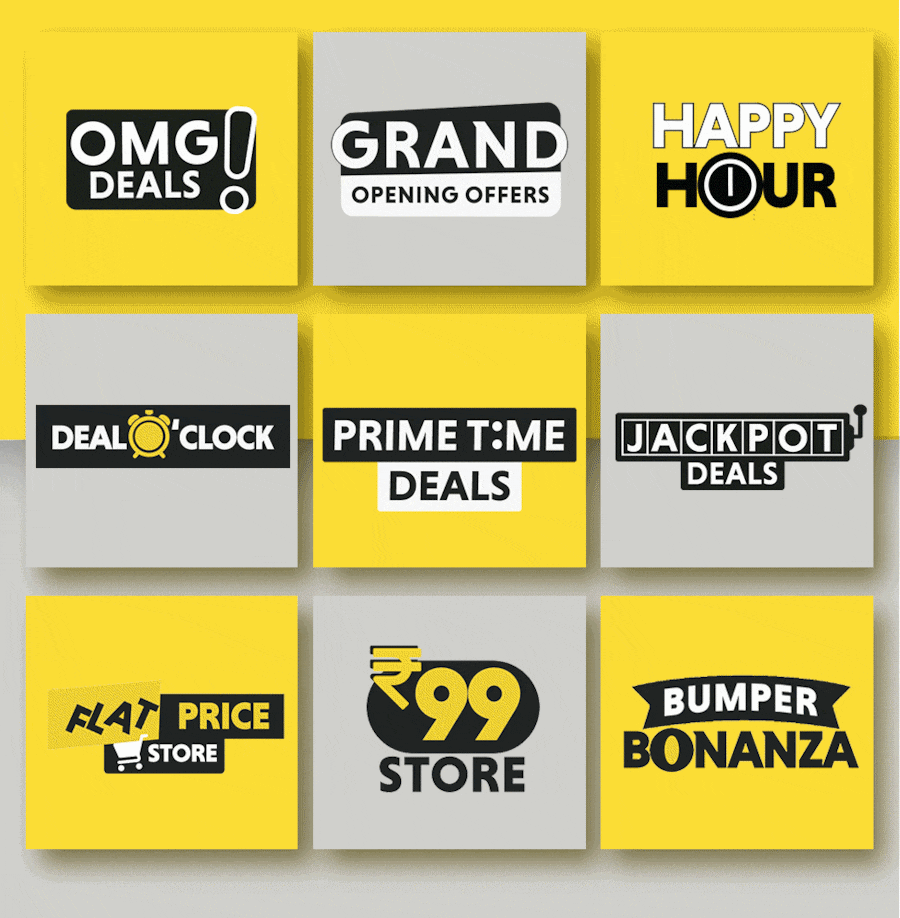 OMG!
DEALS
GRAND
OPENING OFFERS
HAPPY
HOUR
DEAL O'CLOCK
PRIME T:ME
DEALS
JACKPOT
DEALS
FLAT PRICE
STORE
₹99
STORE
BUMPER
BONANZA